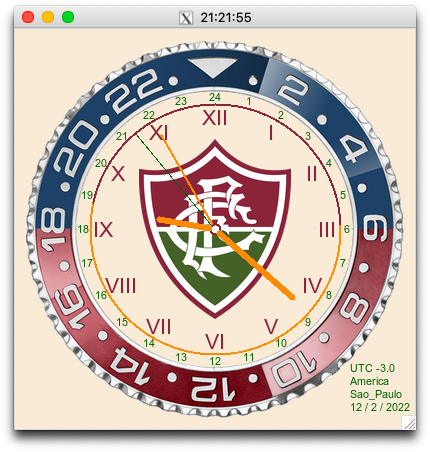 21:21:55
24
1
2
3
4
5
6
7
8
9
10
11
12
13
14
15
16
17
18
19
20
21
22
23
2
4
6
8
10
12
14
16
18
20
22
XII
I
II
III
IV
V
VI
VII
VIII
IX
X
XI
FFC
UTC -3.0
America
Sao_Paulo
12 / 2 / 2022